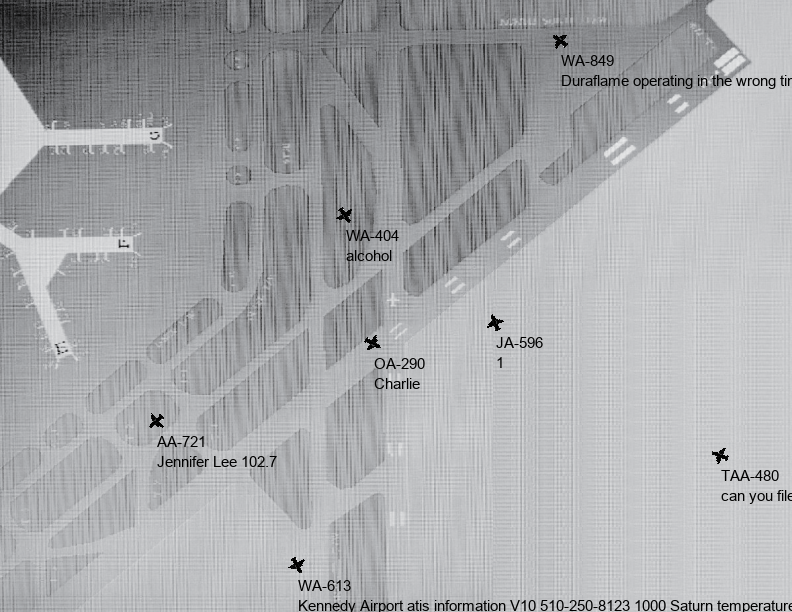 WA-849
Duraflame operating in the wrong
WA-404
alcohol
JA-596
1
OA-290
Charlie
AA-721
Jennifer Lee 102.7
TAA-480
can you file
WA-613
Kennedy Airport atis information V10 510-250-8123 1000 Saturn temperature